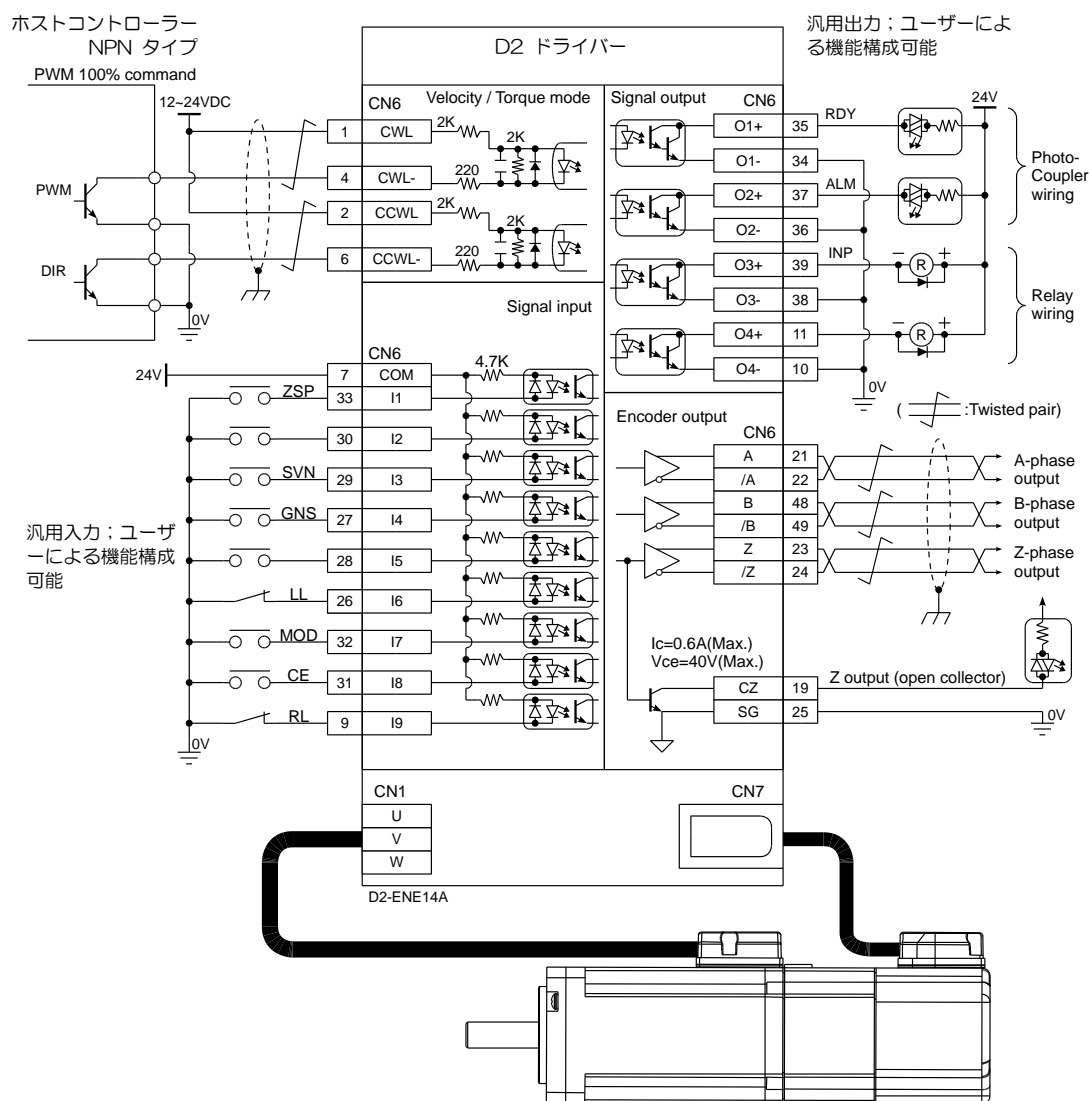 ホストコントローラー
NPN タイプ
PWM 100% command
12~24VDC
PWM
DIR
0V
D2 ドライバー
Velocity / Torque mode
CN6
1 CWL 2K
2K
4 CWL- 220
2 CCWL 2K
2K
6 CCWL- 220
Signal input
CN6
24V 7 COM 4.7K
ZSP 33 I1
30 I2
SVN 29 I3
GNS 27 I4
28 I5
LL 26 I6
MOD 32 I7
CE 31 I8
RL 9 I9
0V
汎用入力；ユーザ
ーによる機能構成
可能
汎用出力；ユーザーによ
る機能構成可能
Signal output
CN6
24V
O1+ 35 RDY
O1- 34
O2+ 37 ALM
O2- 36
O3+ 39 INP
R
O3- 38
O4+ 11
R
O4- 10
0V
Photo-
Coupler
wiring
Relay
wiring
( :Twisted pair)
Encoder output
CN6
A 21
/A 22
A-phase
output
B 48
/B 49
B-phase
output
Z 23
/Z 24
Z-phase
output
Ic=0.6A(Max.)
Vce=40V(Max.)
CZ 19 Z output (open collector)
SG 25
0V
CN1
U
V
W
CN7
D2-ENE14A